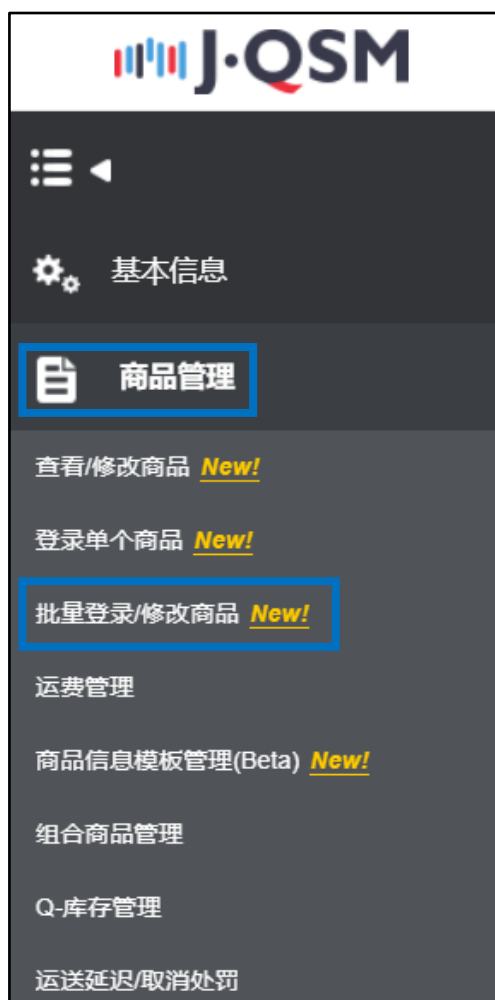 J·QSM
基本信息
商品管理
查看/修改商品 New!
登录单个商品 New!
批量登录/修改商品 New!
运费管理
商品信息模板管理(Beta) New!
组合商品管理
Q-库存管理
运送延迟/取消处罚